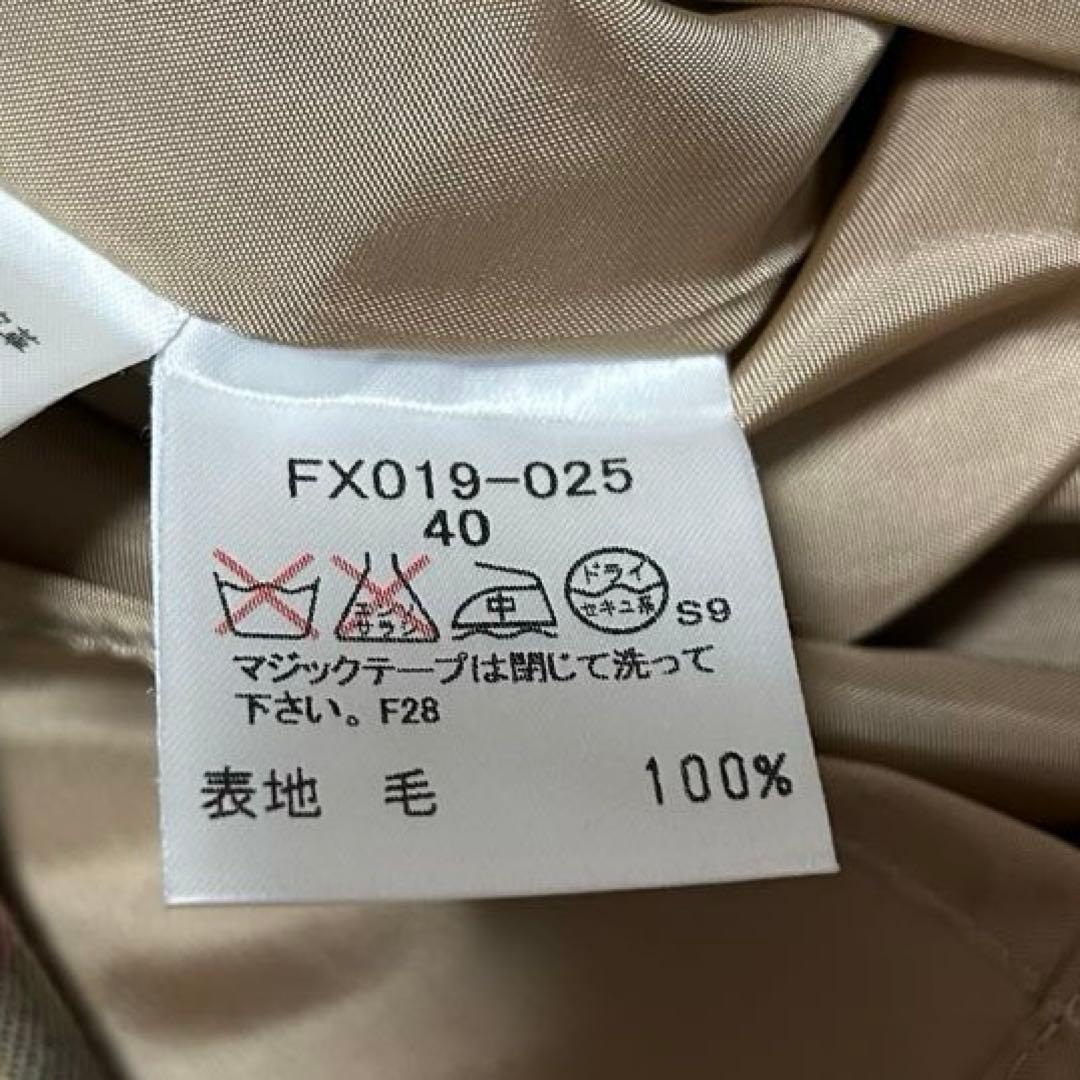 革
FX019-025
40
エンソ
サラシ
中
ドライ
セキユ系
S9
マジックテープは閉じて洗って
下さい。F28
表地 毛 100%